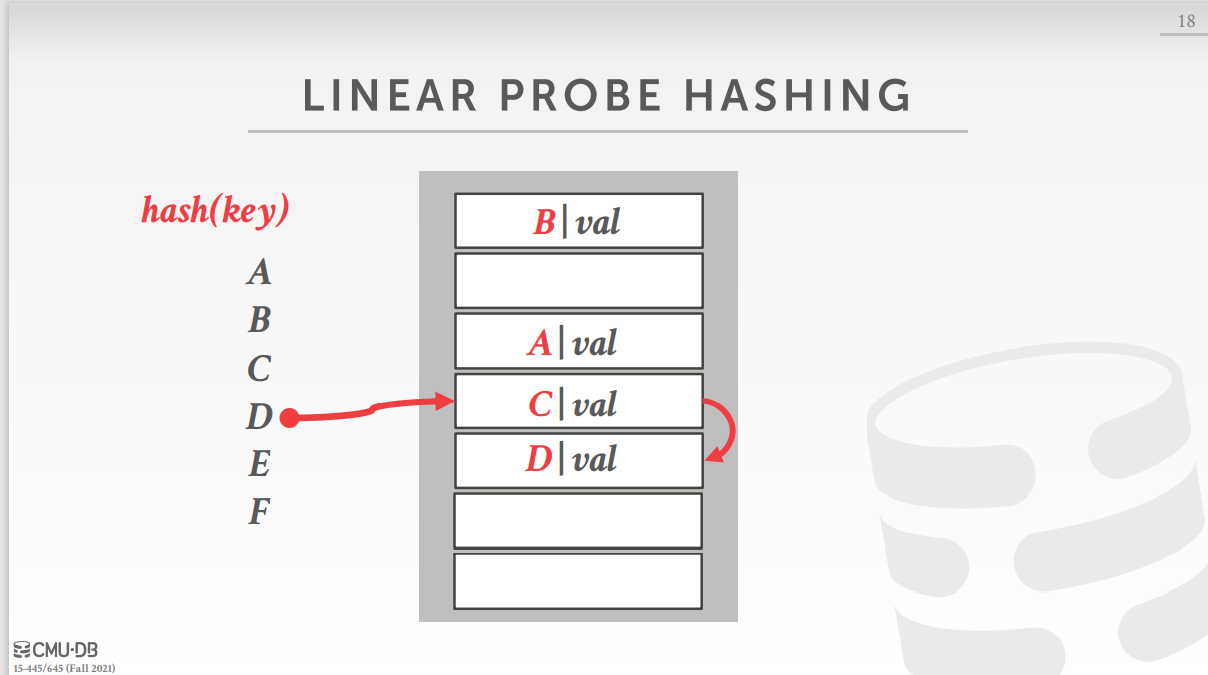 18
LINEAR PROBE HASHING
hash(key)
A
B
C
D
E
F
B|val
A|val
C|val
D|val
CMU·DB
15-445/645 (Fall 2021)